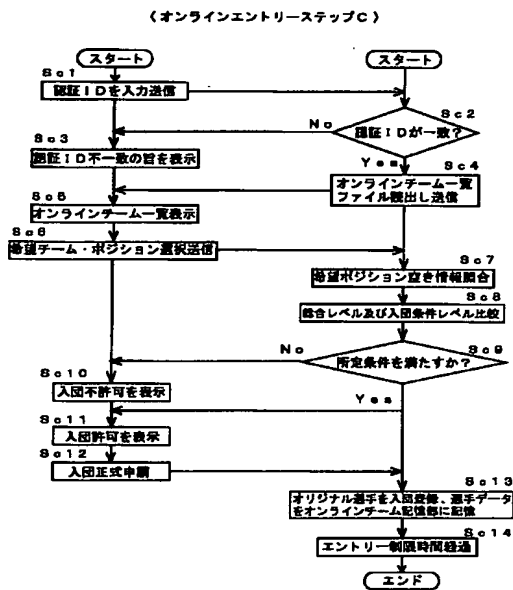 〈オンラインエントリーステップC〉
スタート
スタート
Sc1
認証IDを入力送信
Sc2
認証IDが一致?
No
Sc3
認証ID不一致の旨を表示
Yes
Sc4
オンラインチーム一覧
ファイル読出し送信
Sc5
オンラインチーム一覧表示
Sc6
希望チーム・ポジション選択送信
Sc7
希望ポジション空き情報照合
Sc8
総合レベル及び入団条件レベル比較
Sc9
所定条件を満たすか?
No
Sc10
入団不許可を表示
Yes
Sc11
入団許可を表示
Sc12
入団正式申請
Sc13
オリジナル選手を入団登録、選手データ
をオンラインチーム記憶部に記憶
Sc14
エントリー制限時間経過
エンド